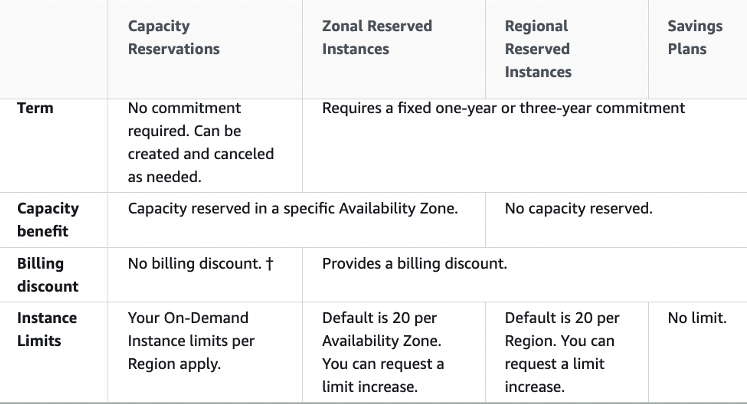 Capacity
Reservations
Zonal Reserved
Instances
Regional
Reserved
Instances
Savings
Plans
Term
No commitment
required. Can be
created and canceled
as needed.
Requires a fixed one-year or three-year commitment
Capacity
benefit
Capacity reserved in a specific Availability Zone.
No capacity reserved.
Billing
discount
No billing discount. †
Provides a billing discount.
Instance
Limits
Your On-Demand
Instance limits per
Region apply.
Default is 20 per
Availability Zone.
You can request a
limit increase.
Default is 20 per
Region. You can
request a limit
increase.
No limit.